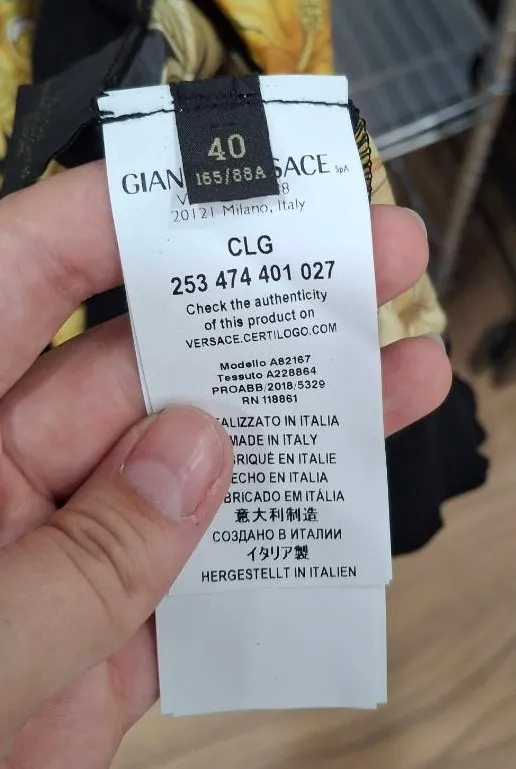 40
165/88A
GIAN SACE SpA
V 8
20121 Milano, Italy
CLG
253 474 401 027
Check the authenticity
of this product on
VERSACE.CERTILOGO.COM
Modello A82167
Tessuto A228864
PROABB/2018/5329
RN 118861
ALIZZATO IN ITALIA
MADE IN ITALY
BRIQUÉ EN ITALIE
ECHO EN ITALIA
BRICADO EM ITÁLIA
意大利制造
СОЗДАНО В ИТАЛИИ
イタリア製
HERGESTELLT IN ITALIEN